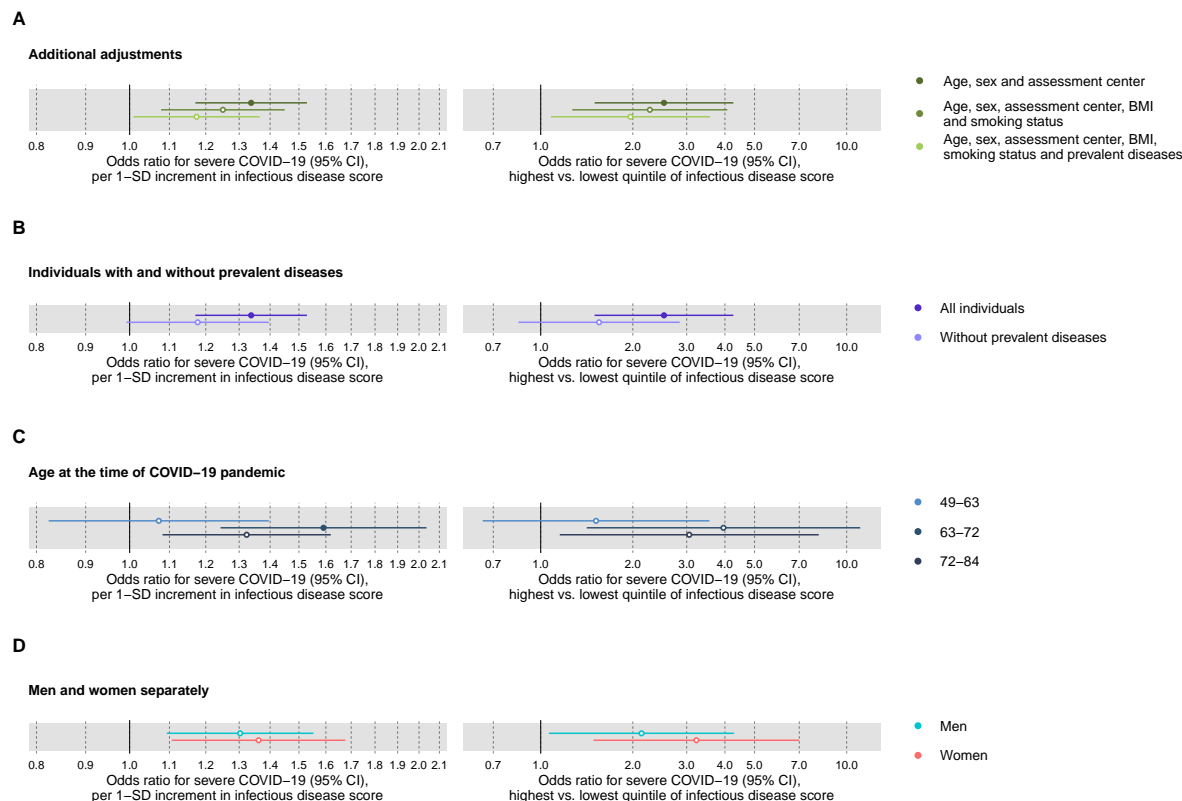 A
Additional adjustments
0.8 0.9 1.0 1.1 1.2 1.3 1.4 1.5 1.6 1.7 1.8 1.9 2.0 2.1
Odds ratio for severe COVID−19 (95% CI),
per 1−SD increment in infectious disease score
0.7 1.0 2.0 3.0 4.0 5.0 7.0 10.0
Odds ratio for severe COVID−19 (95% CI),
highest vs. lowest quintile of infectious disease score
Age, sex and assessment center
Age, sex, assessment center, BMI
and smoking status
Age, sex, assessment center, BMI,
smoking status and prevalent diseases
B
Individuals with and without prevalent diseases
0.8 0.9 1.0 1.1 1.2 1.3 1.4 1.5 1.6 1.7 1.8 1.9 2.0 2.1
Odds ratio for severe COVID−19 (95% CI),
per 1−SD increment in infectious disease score
0.7 1.0 2.0 3.0 4.0 5.0 7.0 10.0
Odds ratio for severe COVID−19 (95% CI),
highest vs. lowest quintile of infectious disease score
All individuals
Without prevalent diseases
C
Age at the time of COVID−19 pandemic
0.8 0.9 1.0 1.1 1.2 1.3 1.4 1.5 1.6 1.7 1.8 1.9 2.0 2.1
Odds ratio for severe COVID−19 (95% CI),
per 1−SD increment in infectious disease score
0.7 1.0 2.0 3.0 4.0 5.0 7.0 10.0
Odds ratio for severe COVID−19 (95% CI),
highest vs. lowest quintile of infectious disease score
49−63
63−72
72−84
D
Men and women separately
0.8 0.9 1.0 1.1 1.2 1.3 1.4 1.5 1.6 1.7 1.8 1.9 2.0 2.1
Odds ratio for severe COVID−19 (95% CI),
per 1−SD increment in infectious disease score
0.7 1.0 2.0 3.0 4.0 5.0 7.0 10.0
Odds ratio for severe COVID−19 (95% CI),
highest vs. lowest quintile of infectious disease score
Men
Women